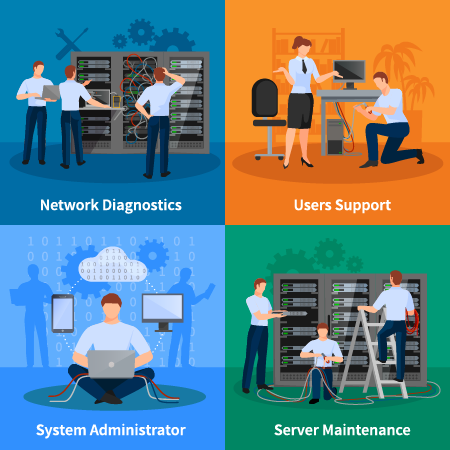 Network Diagnostics
Users Support
System Administrator
Server Maintenance